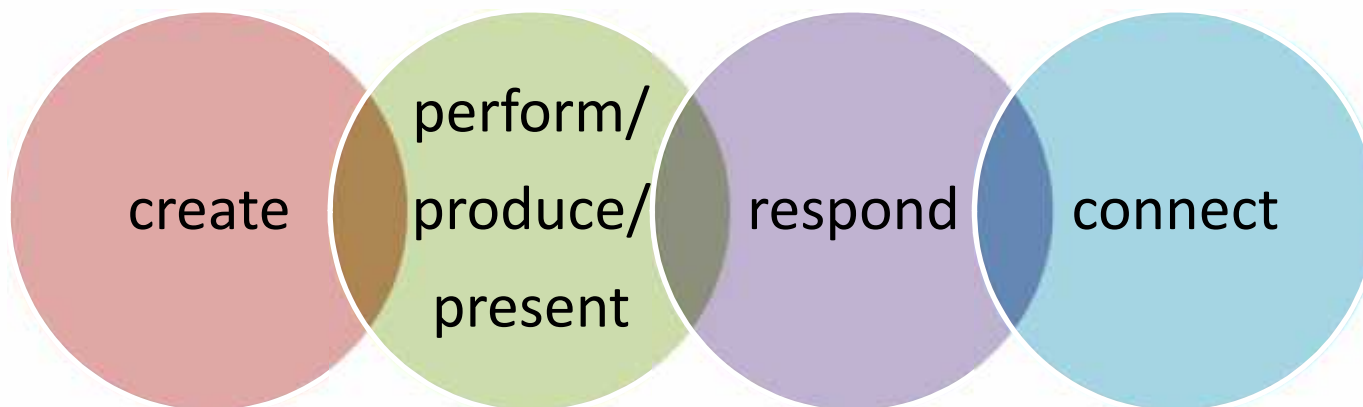 create
perform/
produce/
present
respond
connect